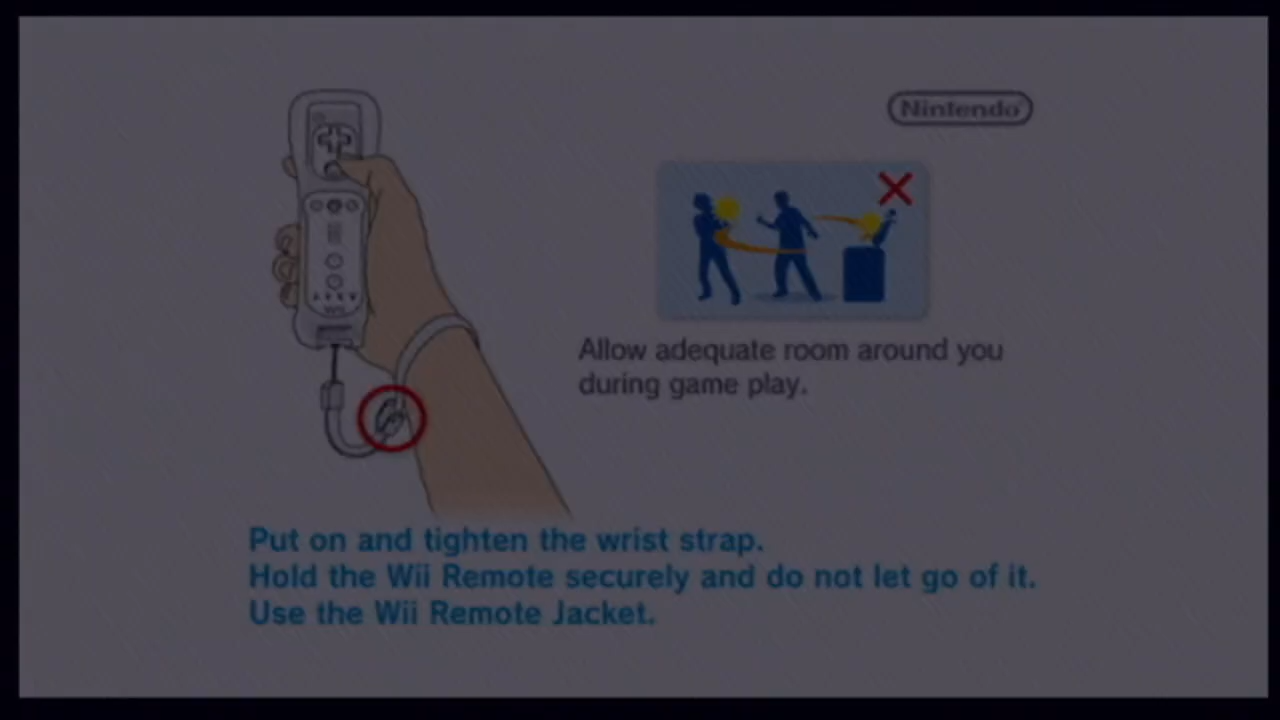 Nintendo
Wii
Allow adequate room around you
during game play.
Put on and tighten the wrist strap.
Hold the Wii Remote securely and do not let go of it.
Use the Wii Remote Jacket.